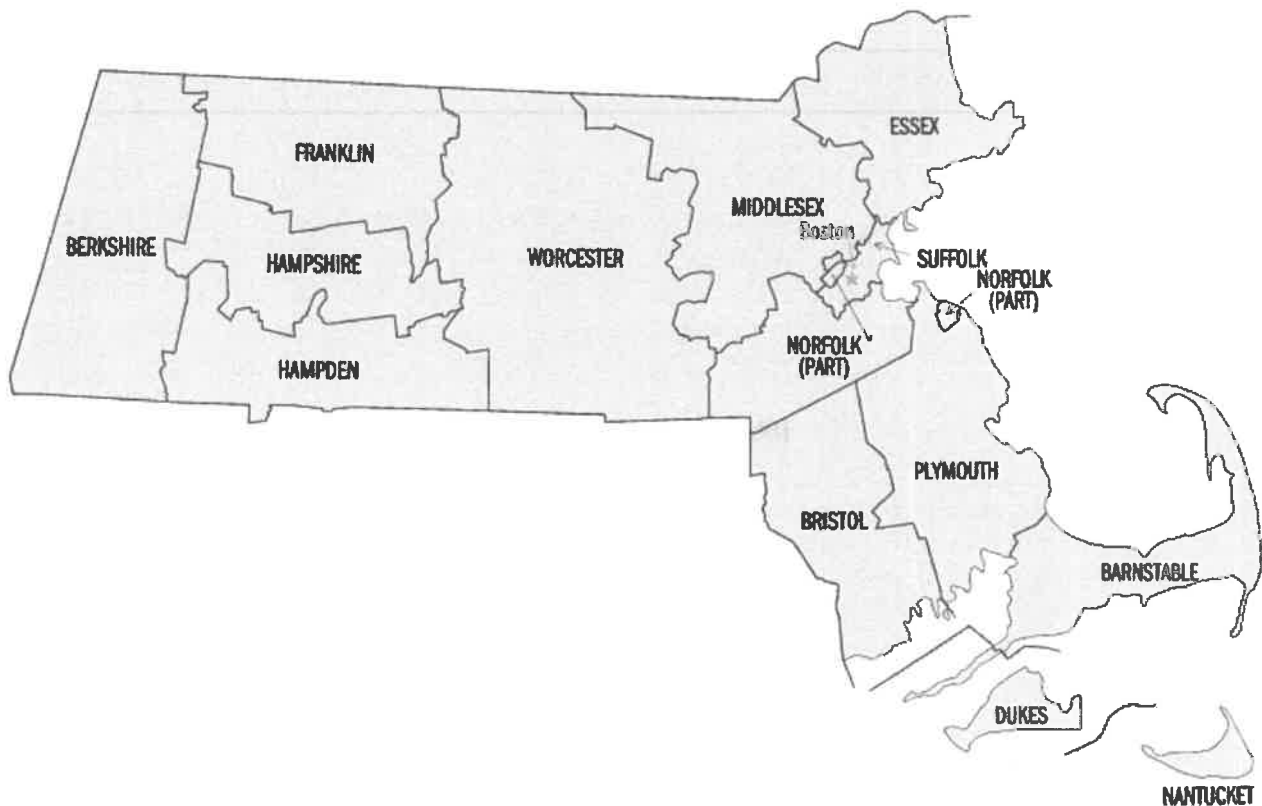 ESSEX
FRANKLIN
MIDDLESEX
Boston
BERKSHIRE
HAMPSHIRE
WORCESTER
SUFFOLK
NORFOLK
(PART)
NORFOLK
(PART)
HAMPDEN
PLYMOUTH
BRISTOL
BARNSTABLE
DUKES
NANTUCKET